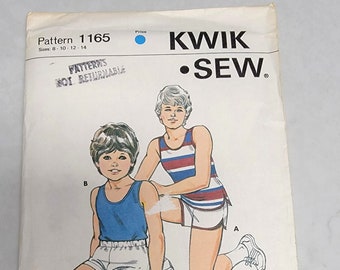 Pattern 1165
Sizes: 8 - 10 - 12 - 14
Price
KWIK
• SEW®
PATTERNS
NOT RETURNABLE
B
A